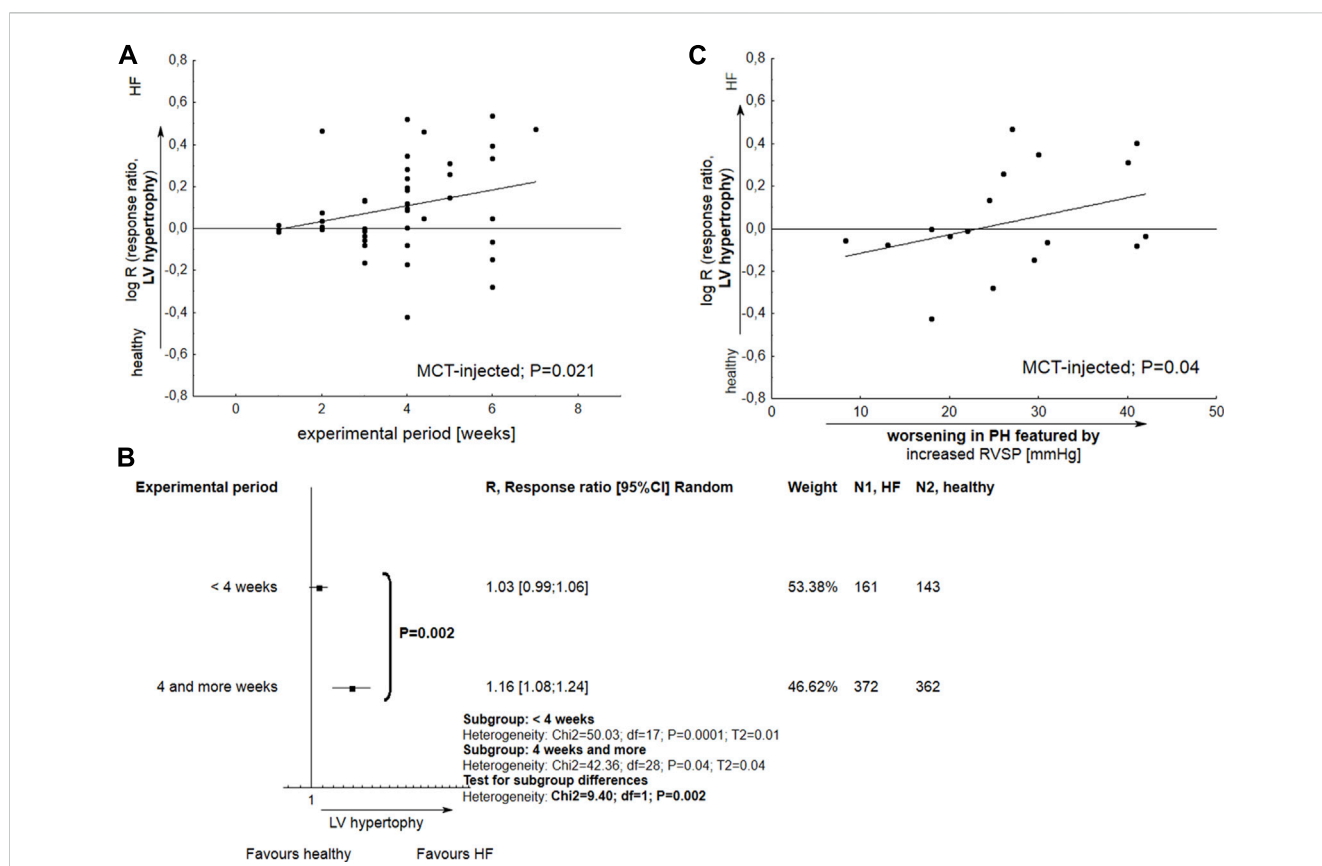 A
0,8
0,6
0,4
0,2
0,0
-0,2
-0,4
-0,6
-0,8
HF
log R (response ratio,
LV hypertrophy)
healthy
MCT-injected; P=0.021
0 2 4 6 8
experimental period [weeks]
C
0,8
0,6
0,4
0,2
0,0
-0,2
-0,4
-0,6
-0,8
HF
log R (response ratio,
LV hypertrophy)
healthy
MCT-injected; P=0.04
0 10 20 30 40 50
worsening in PH featured by
increased RVSP [mmHg]
B
Experimental period R, Response ratio [95%CI] Random Weight N1, HF N2, healthy
< 4 weeks 1.03 [0.99;1.06] 53.38% 161 143
P=0.002
4 and more weeks 1.16 [1.08;1.24] 46.62% 372 362
Subgroup: < 4 weeks
Heterogeneity: Chi2=50.03; df=17; P=0.0001; T2=0.01
Subgroup: 4 weeks and more
Heterogeneity: Chi2=42.36; df=28; P=0.04; T2=0.04
Test for subgroup differences
Heterogeneity: Chi2=9.40; df=1; P=0.002
1
LV hypertophy
Favours healthy Favours HF